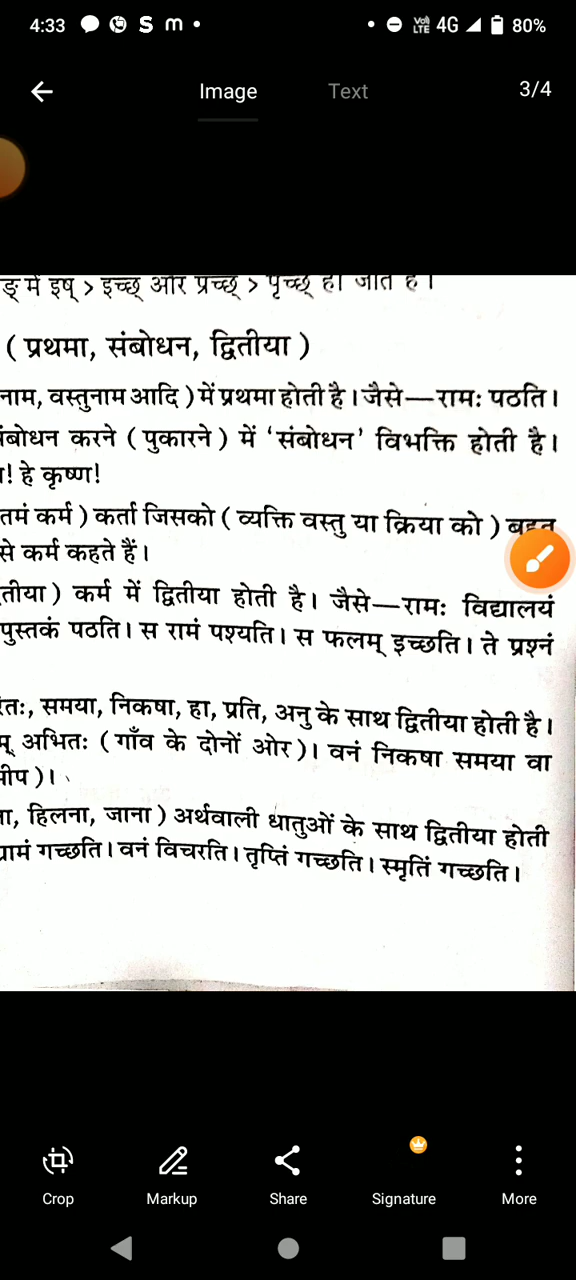 4:33
VoLTE 4G 80%
Image Text 3/4
ङ् में इष् > इच्छ् और प्रच्छ् > पृच्छ् हो जाते हैं।
( प्रथमा, संबोधन, द्वितीया )
नाम, वस्तुनाम आदि ) में प्रथमा होती है। जैसे—रामः पठति।
संबोधन करने ( पुकारने ) में ‘संबोधन’ विभक्ति होती है।
! हे कृष्ण!
तमं कर्म ) कर्ता जिसको ( व्यक्ति वस्तु या क्रिया को ) बहुत
से कर्म कहते हैं।
तीया ) कर्म में द्वितीया होती है। जैसे—रामः विद्यालयं
पुस्तकं पठति। स रामं पश्यति। स फलम् इच्छति। ते प्रश्नं
तः, समया, निकषा, हा, प्रति, अनु के साथ द्वितीया होती है।
म् अभितः ( गाँव के दोनों ओर )। वनं निकषा समया वा
मीप )।
ना, हिलना, जाना ) अर्थवाली धातुओं के साथ द्वितीया होती
ग्रामं गच्छति। वनं विचरति। तृप्तिं गच्छति। स्मृतिं गच्छति।
Crop Markup Share Signature More